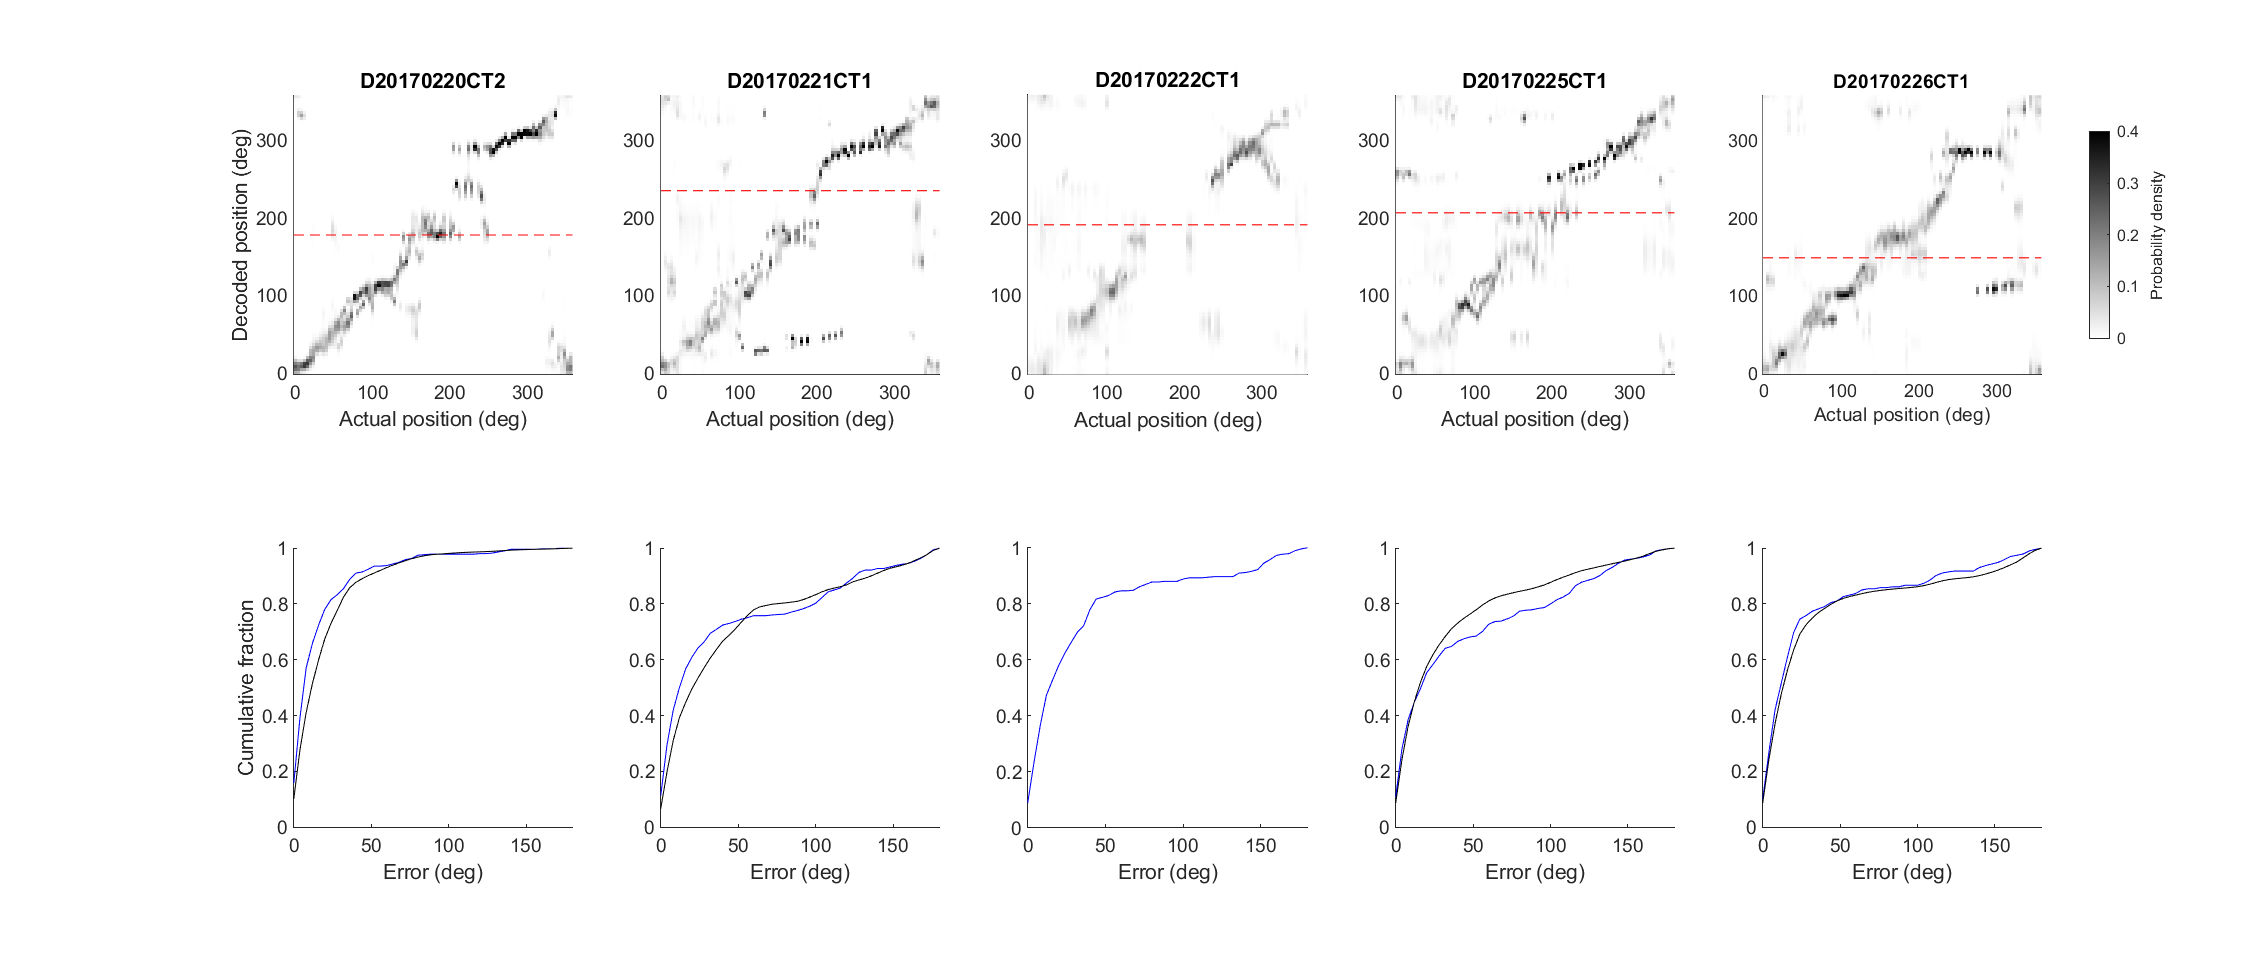 D20170220CT2 D20170221CT1 D20170222CT1 D20170225CT1 D20170226CT1
Decoded position (deg)
300 300 300 300 300
200 200 200 200 200
100 100 100 100 100
0 0 0 0 0
0 100 200 300 0 100 200 300 0 100 200 300 0 100 200 300 0 100 200 300
Actual position (deg) Actual position (deg) Actual position (deg) Actual position (deg) Actual position (deg)
0.4
0.3
0.2
0.1
0
Probability density
Cumulative fraction
1 1 1 1 1
0.8 0.8 0.8 0.8 0.8
0.6 0.6 0.6 0.6 0.6
0.4 0.4 0.4 0.4 0.4
0.2 0.2 0.2 0.2 0.2
0 0 0 0 0
0 50 100 150 0 50 100 150 0 50 100 150 0 50 100 150 0 50 100 150
Error (deg) Error (deg) Error (deg) Error (deg) Error (deg)